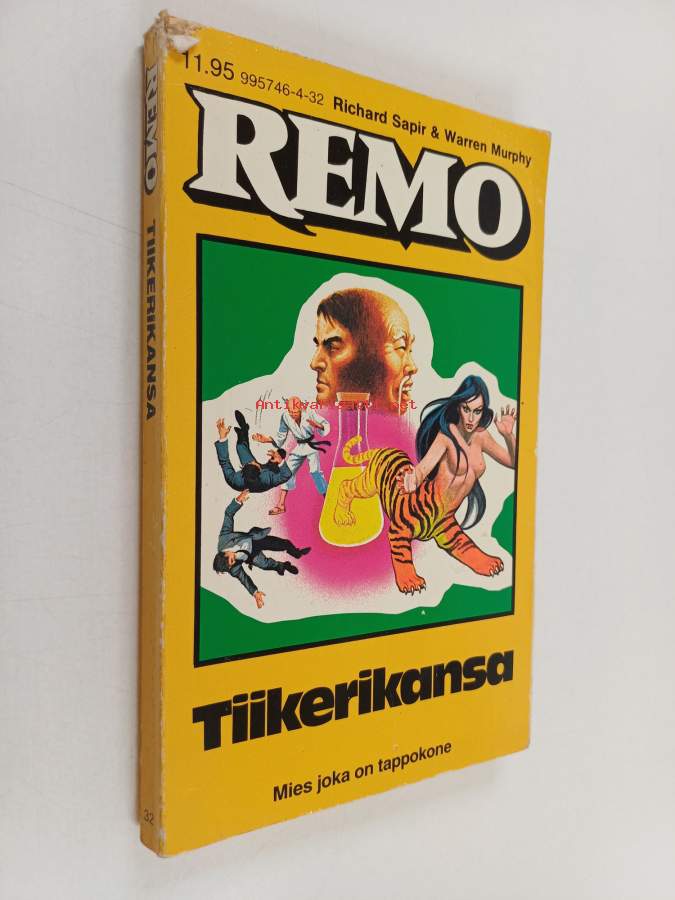 11.95 995746-4-32 Richard Sapir & Warren Murphy
REMO
Tiikerikansa
Mies joka on tappokone
REMO
TIIKERIKANSA
32